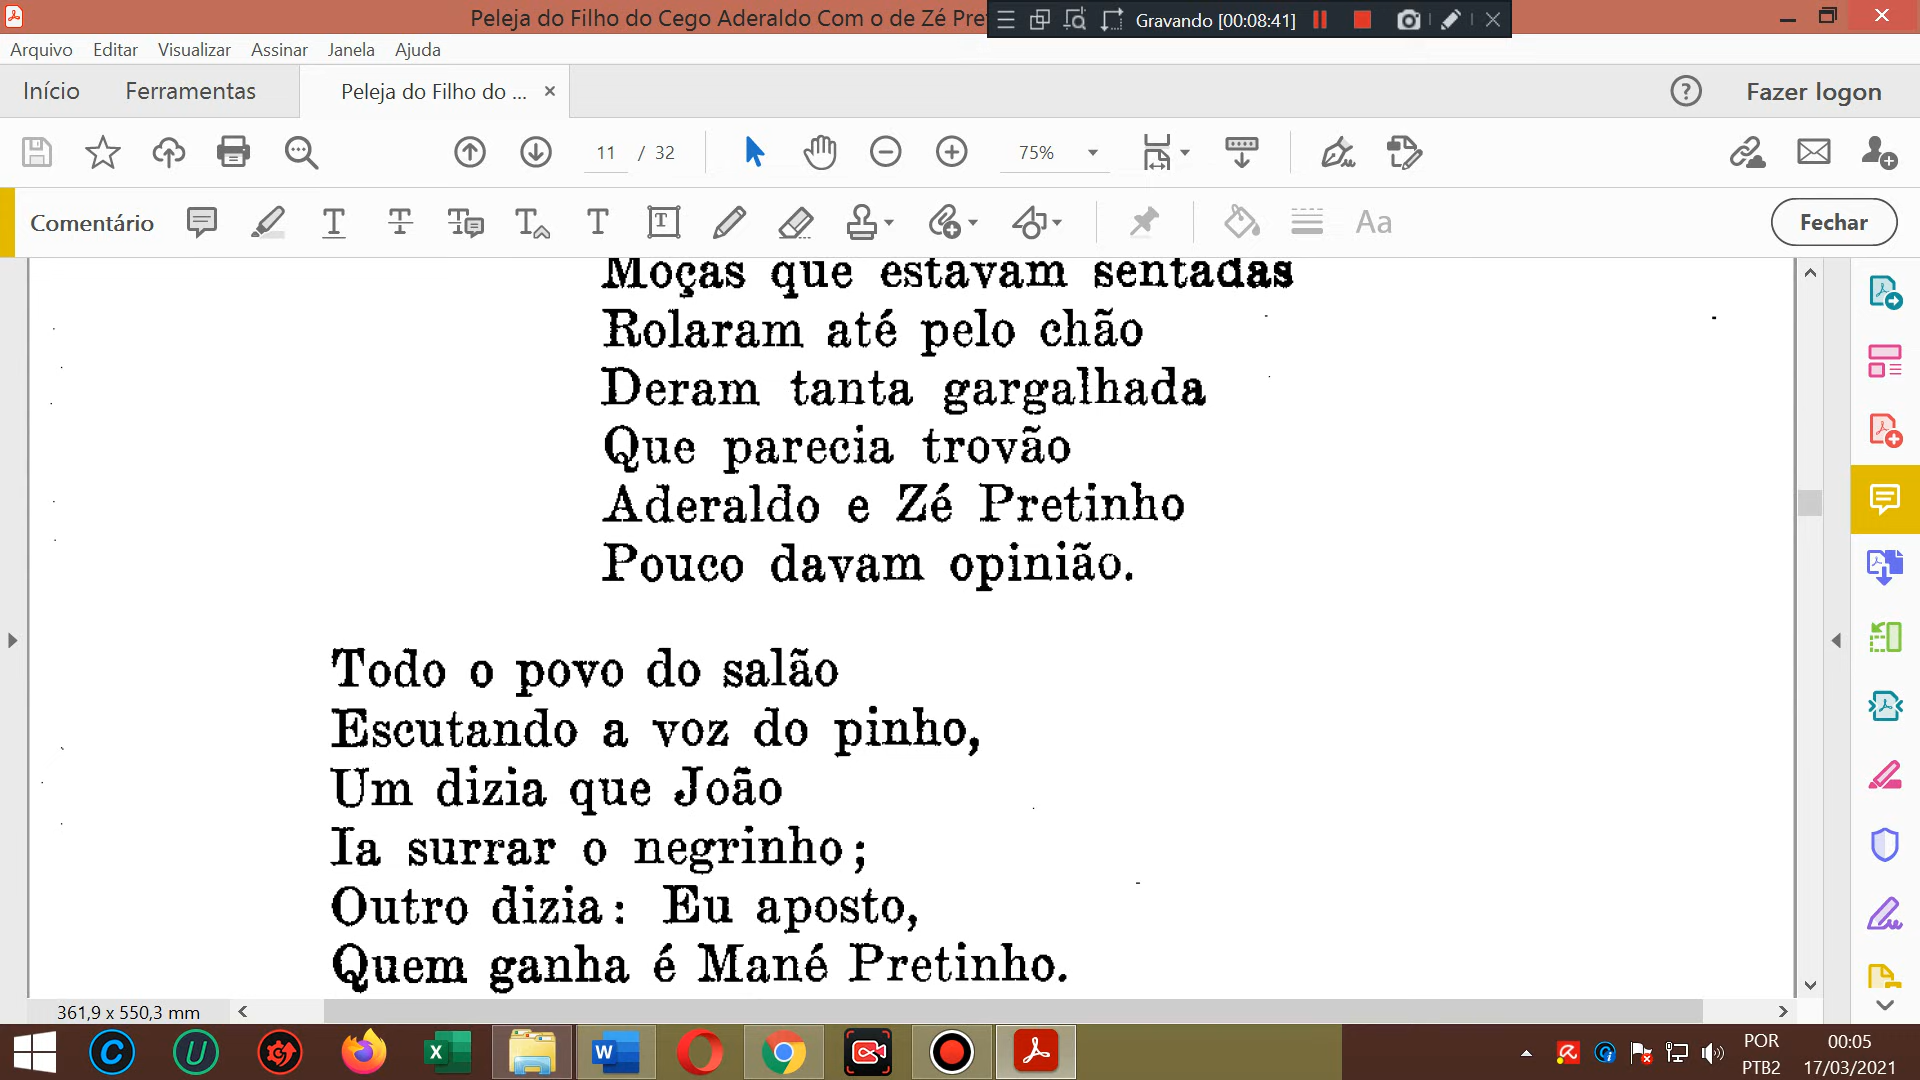 Peleja do Filho do Cego Aderaldo Com o de Zé Pre
Gravando [00:08:41]
Arquivo Editar Visualizar Assinar Janela Ajuda
Início Ferramentas Peleja do Filho do ... × Fazer logon
11 / 32 75%
Comentário Aa Fechar
Moças que estavam sentadas
Rolaram até pelo chão
Deram tanta gargalhada
Que parecia trovão
Aderaldo e Zé Pretinho
Pouco davam opinião.
Todo o povo do salão
Escutando a voz do pinho,
Um dizia que João
Ia surrar o negrinho;
Outro dizia: Eu aposto,
Quem ganha é Mané Pretinho.
361,9 x 550,3 mm
POR 00:05
PTB2 17/03/2021